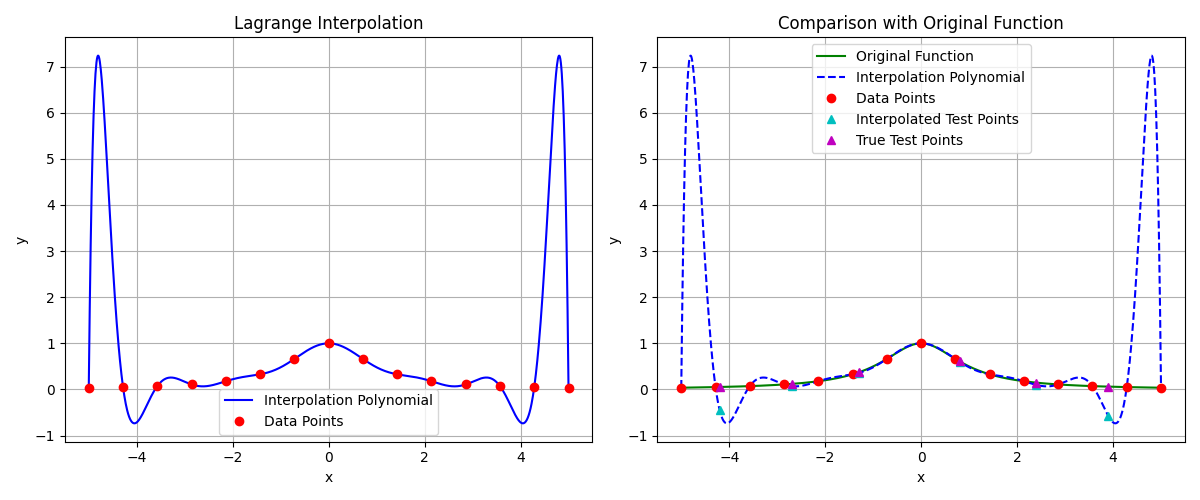 Lagrange Interpolation
7
6
5
4
3
2
1
0
−1
y
−4
−2
0
2
4
x
Interpolation Polynomial
Data Points
Comparison with Original Function
7
6
5
4
3
2
1
0
−1
y
−4
−2
0
2
4
x
Original Function
Interpolation Polynomial
Data Points
Interpolated Test Points
True Test Points